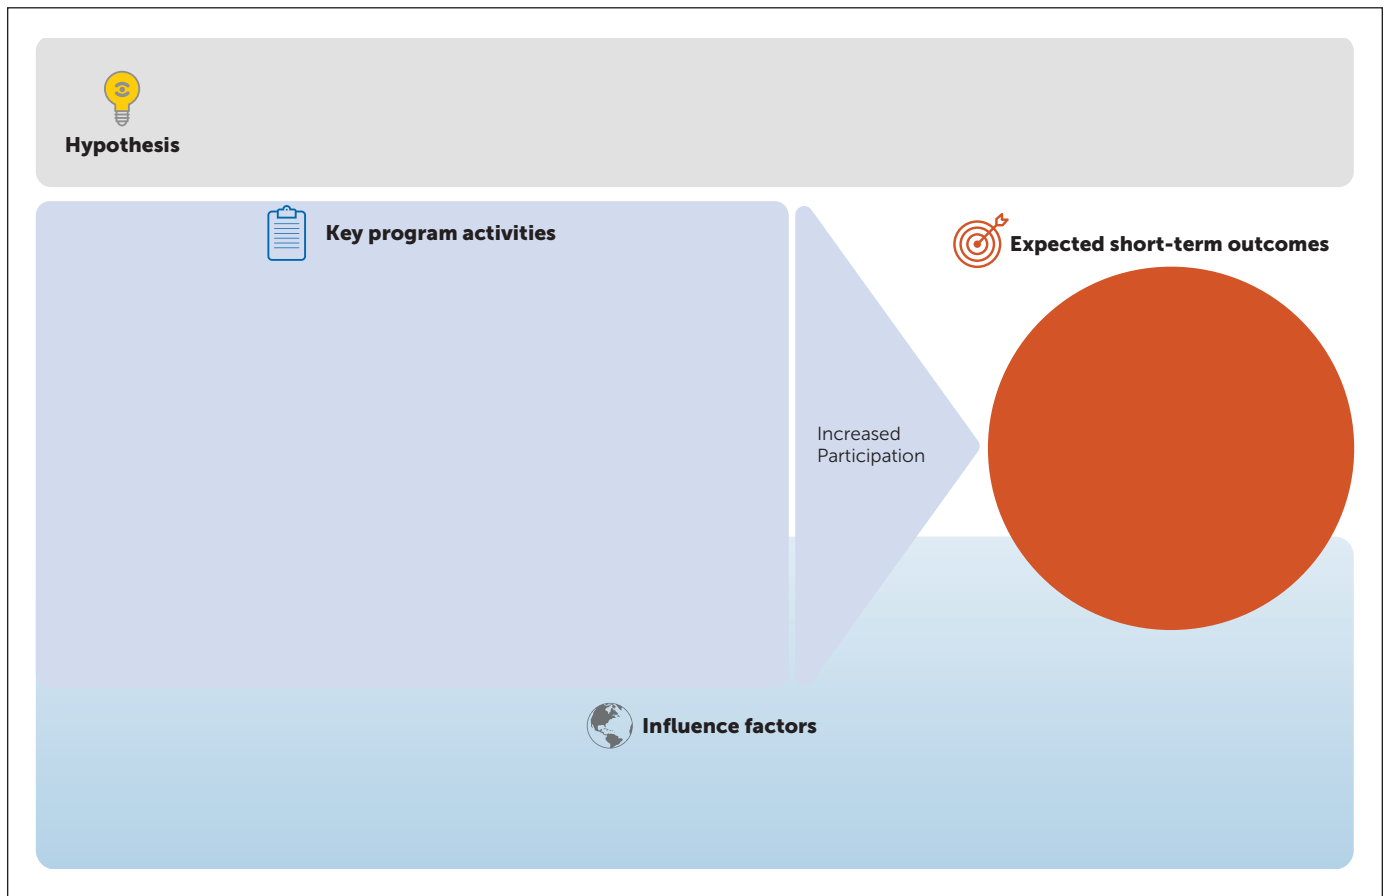 Hypothesis
Key program activities
Expected short-term outcomes
Increased
Participation
Influence factors